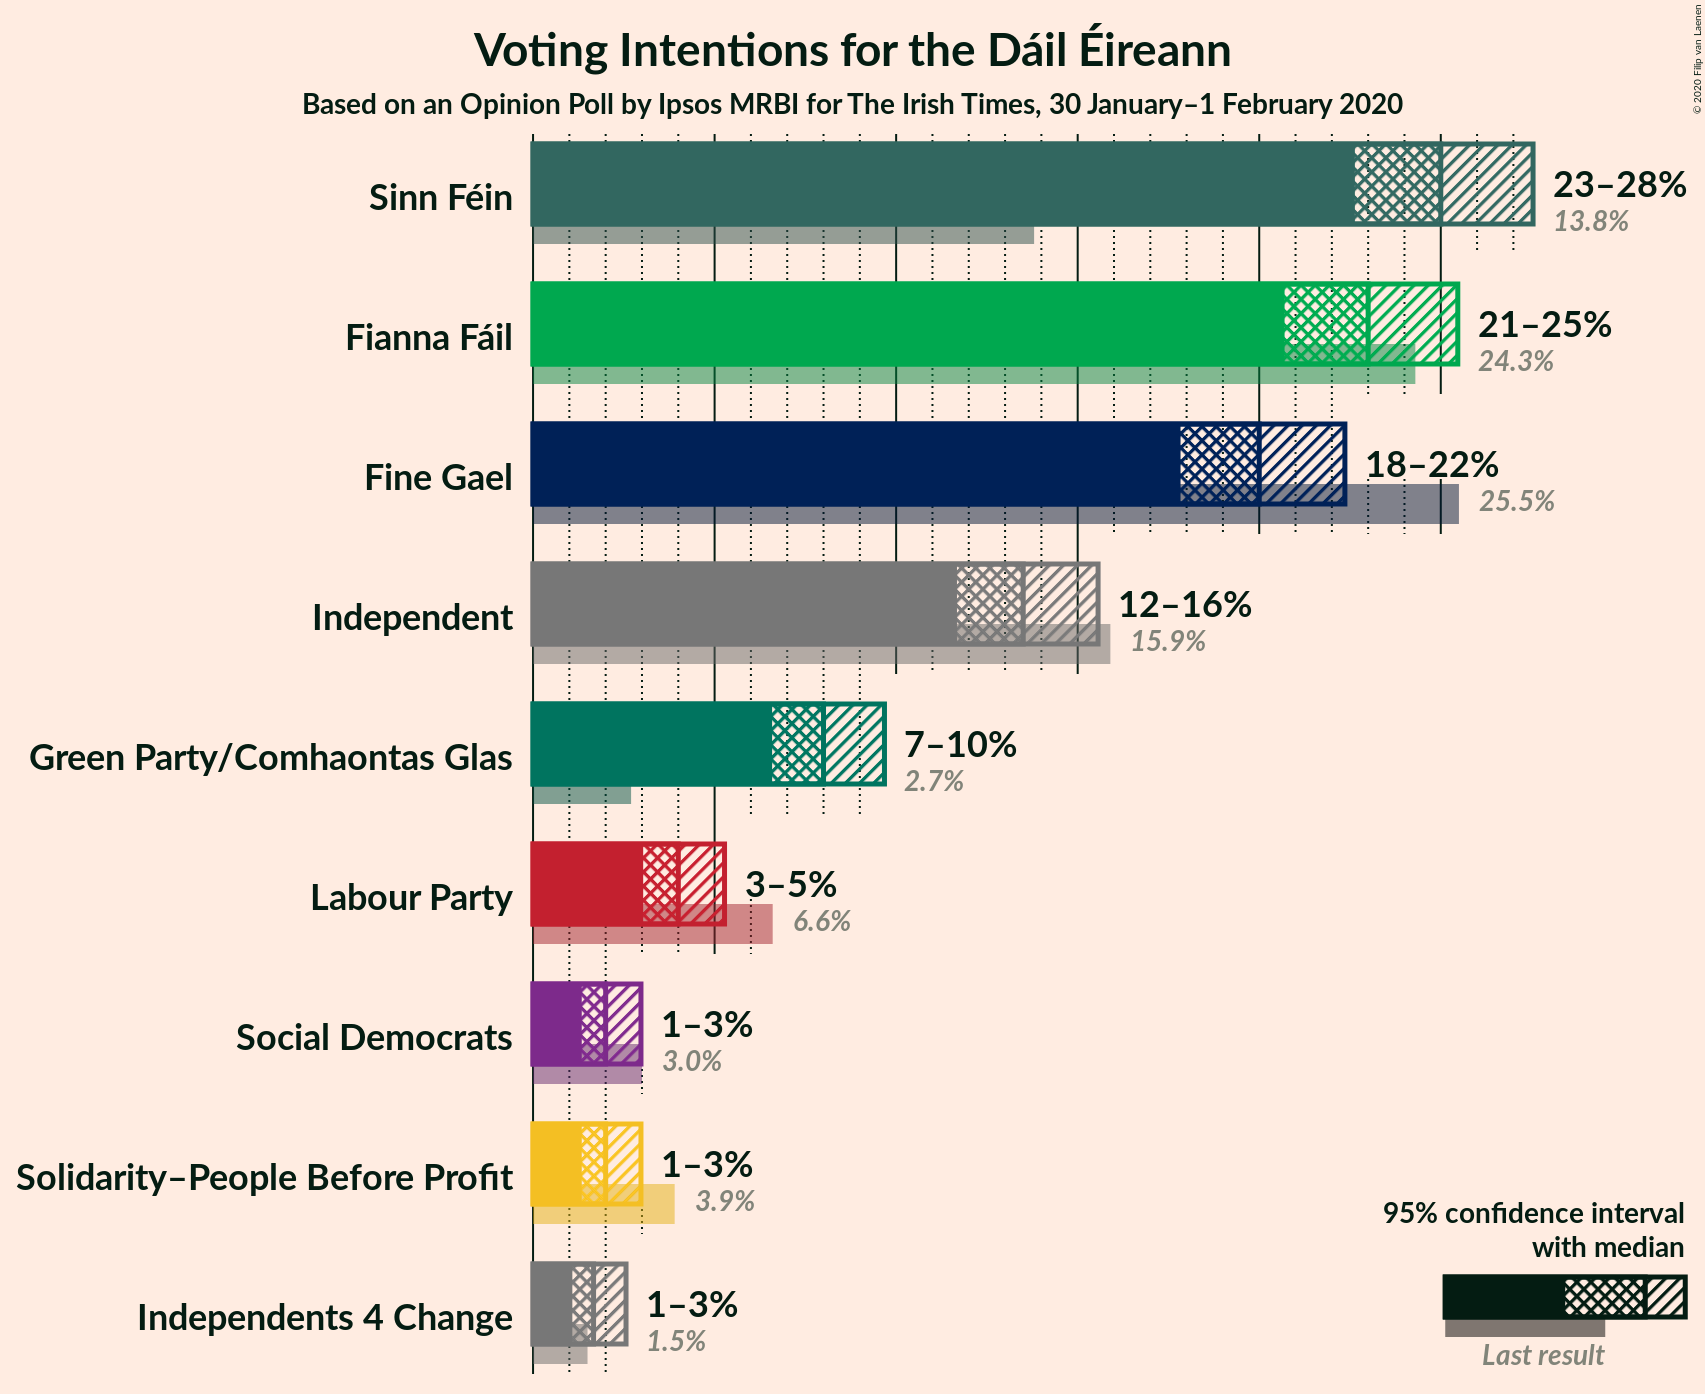 Voting Intentions for the Dáil Éireann
Based on an Opinion Poll by Ipsos MRBI for The Irish Times, 30 January–1 February 2020
© 2020 Filip van Laenen
Sinn Féin
23–28%
13.8%
Fianna Fáil
21–25%
24.3%
Fine Gael
18–22%
25.5%
Independent
12–16%
15.9%
Green Party/Comhaontas Glas
7–10%
2.7%
Labour Party
3–5%
6.6%
Social Democrats
1–3%
3.0%
Solidarity–People Before Profit
1–3%
3.9%
Independents 4 Change
1–3%
1.5%
95% confidence interval
with median
Last result